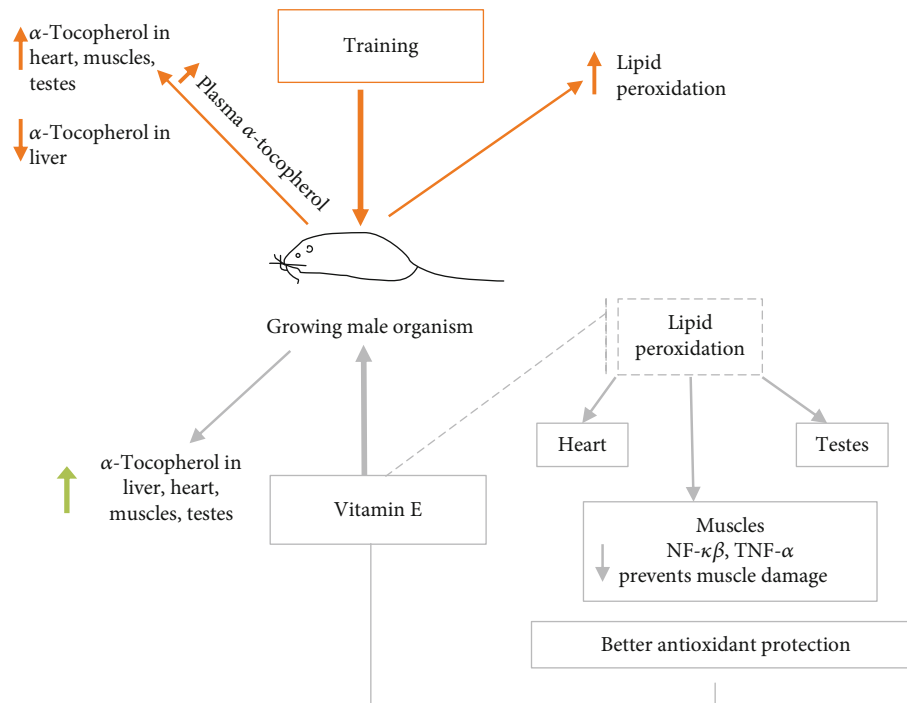 α-Tocopherol in
heart, muscles,
testes
α-Tocopherol in
liver
Plasma α-tocopherol
Training
Lipid
peroxidation
Growing male organism
α-Tocopherol in
liver, heart,
muscles, testes
Vitamin E
Lipid
peroxidation
Heart
Testes
Muscles
NF-κβ, TNF-α
prevents muscle damage
Better antioxidant protection